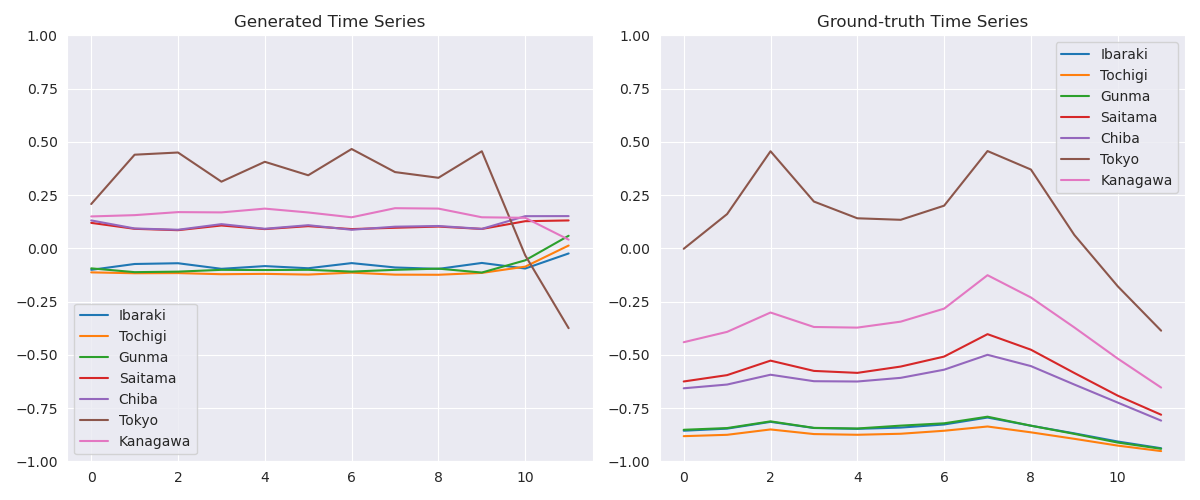 Generated Time Series
1.00
0.75
0.50
0.25
0.00
−0.25
−0.50
−0.75
−1.00
0 2 4 6 8 10
Ibaraki
Tochigi
Gunma
Saitama
Chiba
Tokyo
Kanagawa
Ground-truth Time Series
1.00
0.75
0.50
0.25
0.00
−0.25
−0.50
−0.75
−1.00
0 2 4 6 8 10
Ibaraki
Tochigi
Gunma
Saitama
Chiba
Tokyo
Kanagawa